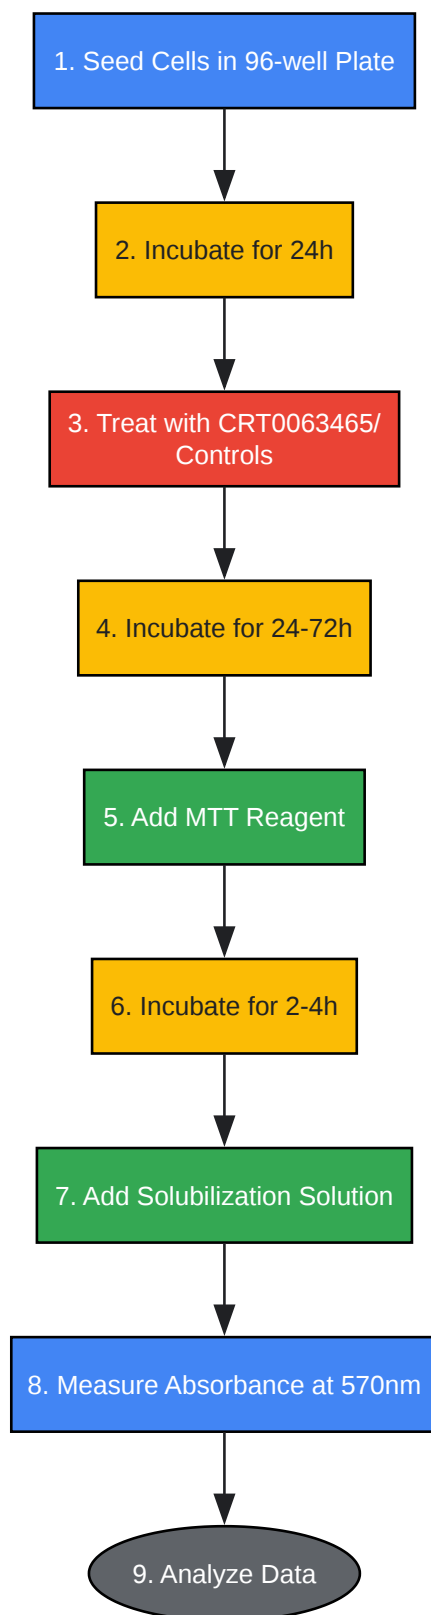 1. Seed Cells in 96-well Plate
2. Incubate for 24h
3. Treat with CRT0063465/
Controls
4. Incubate for 24-72h
5. Add MTT Reagent
6. Incubate for 2-4h
7. Add Solubilization Solution
8. Measure Absorbance at 570nm
9. Analyze Data